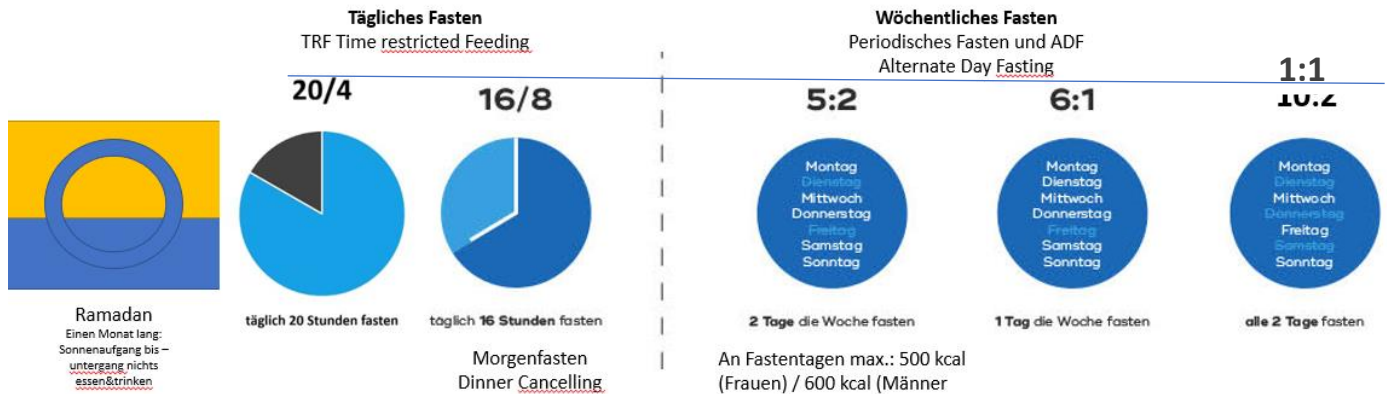 Tägliches Fasten
TRF Time restricted Feeding
20/4
16/8
Ramadan
Einen Monat lang:
Sonnenaufgang bis –
untergang nichts
essen&trinken
täglich 20 Stunden fasten
täglich 16 Stunden fasten
Morgenfasten
Dinner Cancelling
Wöchentliches Fasten
Periodisches Fasten und ADF
Alternate Day Fasting
5:2
Montag
Dienstag
Mittwoch
Donnerstag
Freitag
Samstag
Sonntag
2 Tage die Woche fasten
An Fastentagen max.: 500 kcal
(Frauen) / 600 kcal (Männer
6:1
Montag
Dienstag
Mittwoch
Donnerstag
Freitag
Samstag
Sonntag
1 Tag die Woche fasten
1:1
Montag
Dienstag
Mittwoch
Donnerstag
Freitag
Samstag
Sonntag
alle 2 Tage fasten